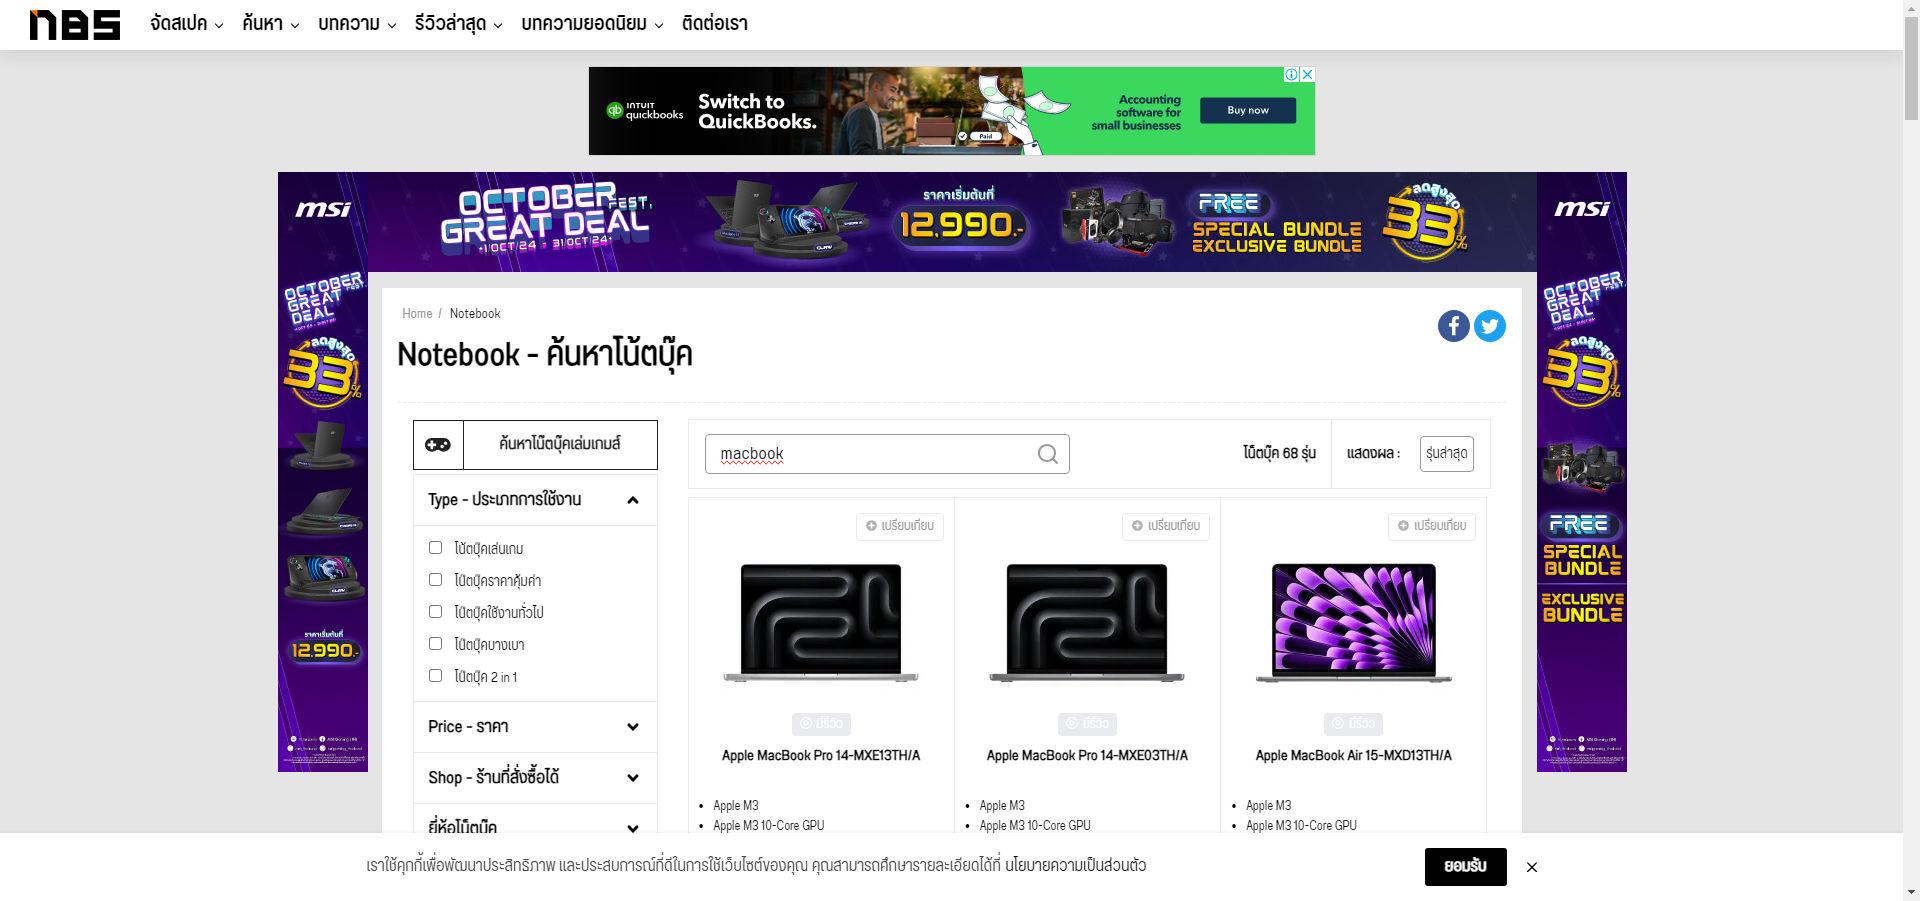 nbs
จัดสเปค
ค้นหา
บทความ
รีวิวล่าสุด
บทความยอดนิยม
ติดต่อเรา
INTUIT
quickbooks
Switch to
QuickBooks.
Paid
Accounting
software for
small businesses
Buy now
msi
OCTOBER
GREAT DEAL
FEST.
1 OCT 24 - 31 OCT 24
ราคาเริ่มต้นที่
12,990.-
CLAW
FREE
SPECIAL BUNDLE
EXCLUSIVE BUNDLE
ลดสูงสุด
33%
msi
OCTOBER
GREAT FEST.
DEAL
ลดสูงสุด
33%
CLAW
ราคาเริ่มต้นที่
12,990.-
OCTOBER
GREAT FEST.
DEAL
ลดสูงสุด
33%
FREE
SPECIAL
BUNDLE
EXCLUSIVE
BUNDLE
Home / Notebook
Notebook - ค้นหาโน้ตบุ๊ค
ค้นหาโน๊ตบุ๊คเล่มเกมส์
Type - ประเภทการใช้งาน
โน้ตบุ๊คเล่นเกม
โน๊ตบุ๊คราคาคุ้มค่า
โน๊ตบุ๊คใช้งานทั่วไป
โน๊ตบุ๊คบางเบา
โน๊ตบุ๊ค 2 in 1
Price - ราคา
Shop - ร้านที่สั่งซื้อได้
ยี่ห้อโน๊ตบุ๊ค
macbook
โน๊ตบุ๊ค 68 รุ่น
แสดงผล :
รุ่นล่าสุด
เปรียบเทียบ
มีรีวิว
Apple MacBook Pro 14-MXE13TH/A
Apple M3
Apple M3 10-Core GPU
เปรียบเทียบ
มีรีวิว
Apple MacBook Pro 14-MXE03TH/A
Apple M3
Apple M3 10-Core GPU
เปรียบเทียบ
มีรีวิว
Apple MacBook Air 15-MXD13TH/A
Apple M3
Apple M3 10-Core GPU
เราใช้คุกกี้เพื่อพัฒนาประสิทธิภาพ และประสบการณ์ที่ดีในการใช้เว็บไซต์ของคุณ คุณสามารถศึกษารายละเอียดได้ที่ นโยบายความเป็นส่วนตัว
ยอมรับ